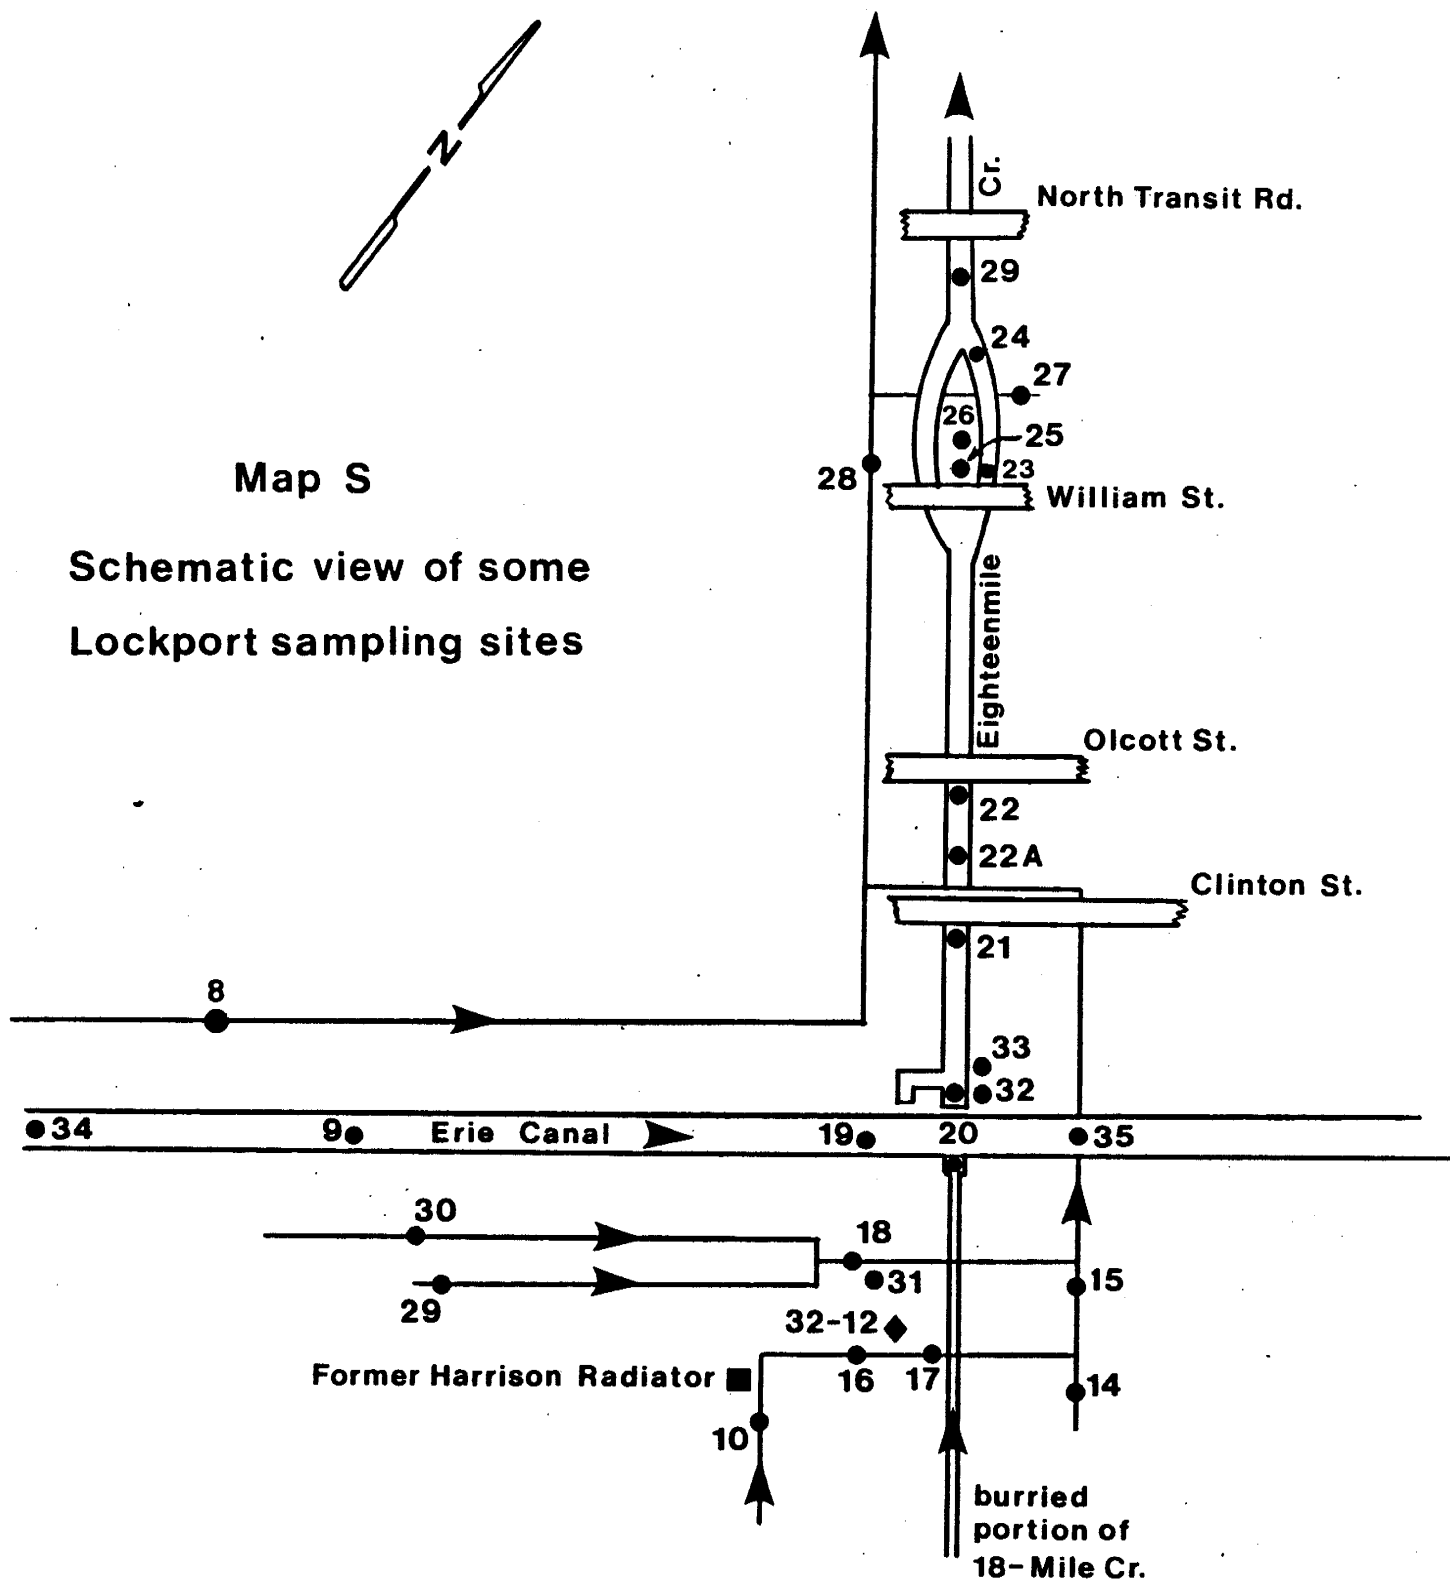 N
Cr.
North Transit Rd.
29
24
27
26
25
28
23
William St.
Map S
Schematic view of some
Lockport sampling sites
Eighteenmile
Olcott St.
22
22A
Clinton St.
21
8
33
32
34
9
Erie Canal
19
20
35
30
18
31
15
29
32-12
Former Harrison Radiator
16
17
14
10
burried
portion of
18-Mile Cr.